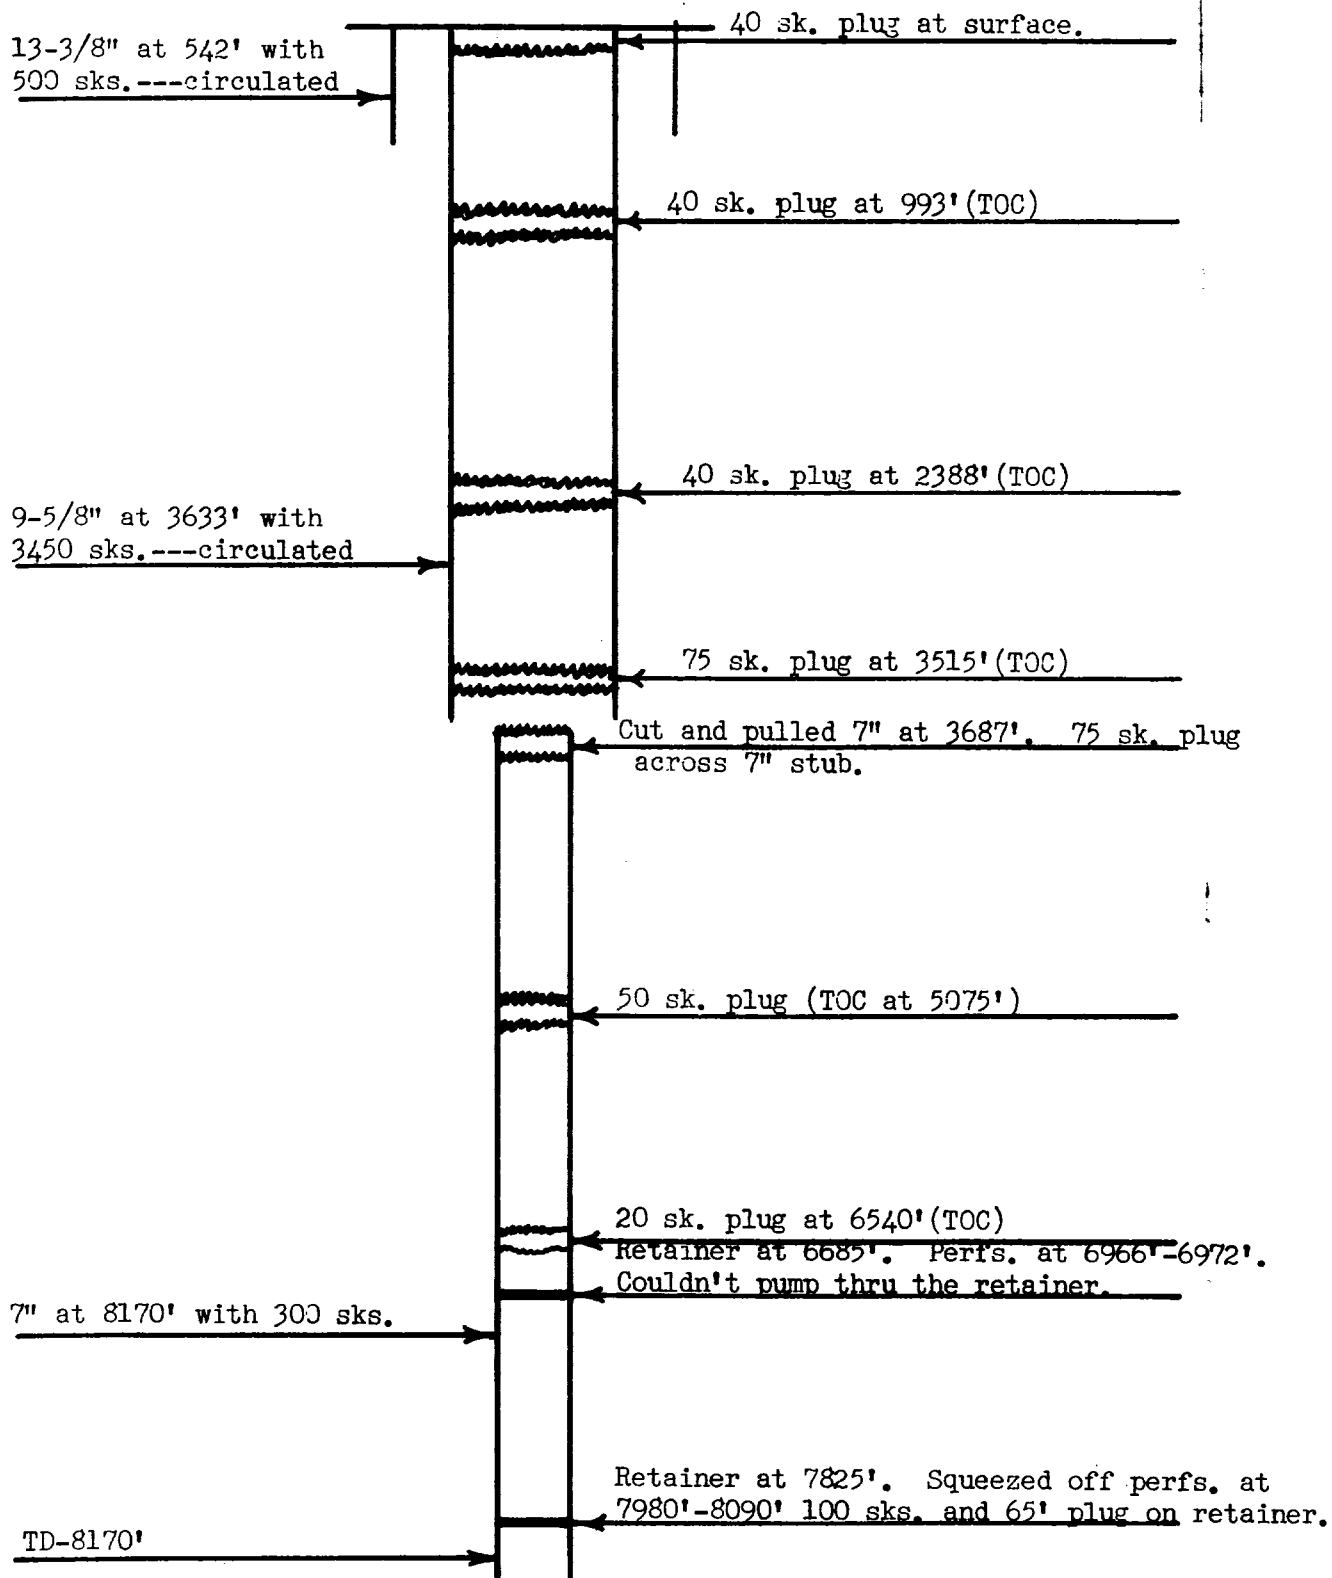 40 sk. plug at surface.
13-3/8" at 542' with
500 sks.---circulated
40 sk. plug at 993'(TOC)
40 sk. plug at 2388'(TOC)
9-5/8" at 3633' with
3450 sks.---circulated
75 sk. plug at 3515'(TOC)
Cut and pulled 7" at 3687'. 75 sk. plug
across 7" stub.
50 sk. plug (TOC at 5075')
20 sk. plug at 6540'(TOC)
Retainer at 6685'. Perfs. at 6966'-6972'.
Couldn't pump thru the retainer.
7" at 8170' with 300 sks.
Retainer at 7825'. Squeezed off perfs. at
7980'-8090' 100 sks. and 65' plug on retainer.
TD-8170'